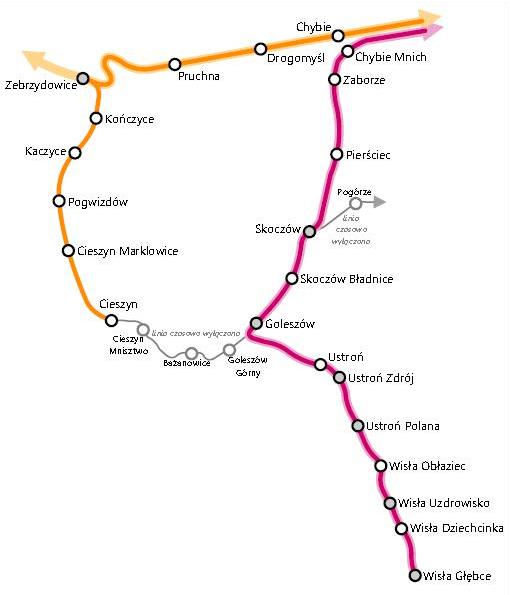 Chybie
Drogomyśl
Chybie Mnich
Pruchna
Zebrzydowice
Zaborze
Kończyce
Kaczyce
Pierściec
Pogórze
Pogwizdów
linia
czasowo
wyłączono
Skoczów
Cieszyn Marklowice
Skoczów Bładnice
Cieszyn
Goleszów
linia czasowo wyłączono
Cieszyn
Mnisztwo
Bażanowice
Goleszów
Górny
Ustroń
Ustroń Zdrój
Ustroń Polana
Wisła Obłaziec
Wisła Uzdrowisko
Wisła Dziechcinka
Wisła Głębce